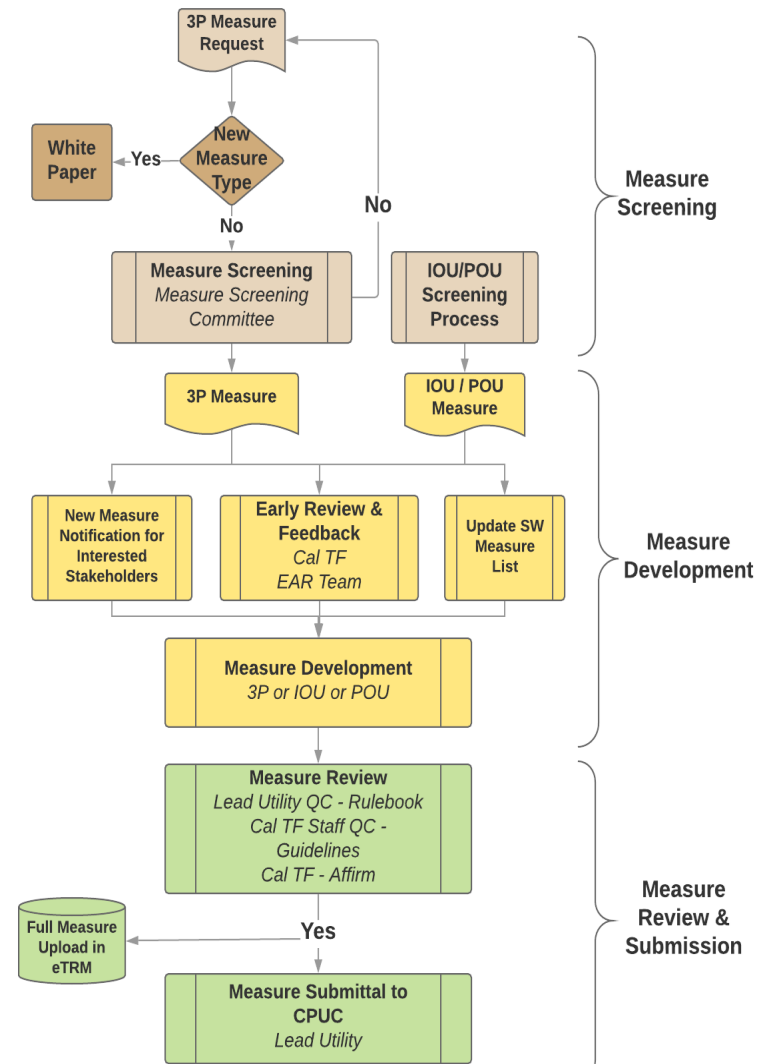 3P Measure
Request
New
Measure
Type
Yes
White
Paper
No
No
Measure Screening
Measure Screening
Committee
IOU/POU
Screening
Process
Measure
Screening
3P Measure
IOU / POU
Measure
New Measure
Notification for
Interested
Stakeholders
Early Review &
Feedback
Cal TF
EAR Team
Update SW
Measure
List
Measure
Development
Measure Development
3P or IOU or POU
Measure Review
Lead Utility QC - Rulebook
Cal TF Staff QC -
Guidelines
Cal TF - Affirm
Yes
Full Measure
Upload in
eTRM
Measure
Review &
Submission
Measure Submittal to
CPUC
Lead Utility